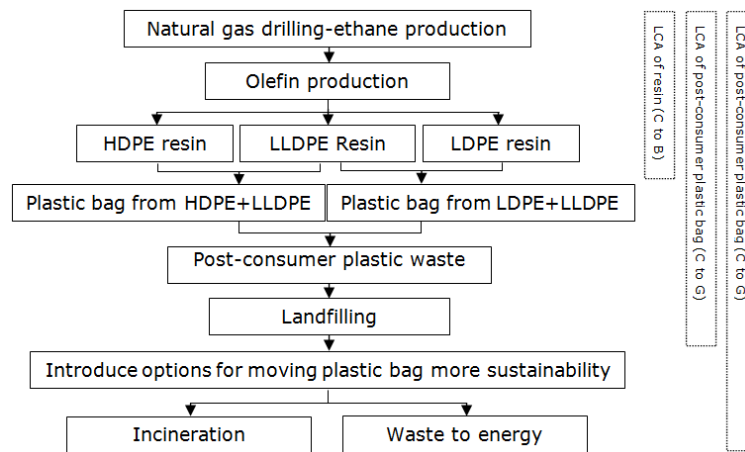 Natural gas drilling-ethane production
Olefin production
HDPE resin
LLDPE Resin
LDPE resin
Plastic bag from HDPE+LLDPE
Plastic bag from LDPE+LLDPE
Post-consumer plastic waste
Landfilling
Introduce options for moving plastic bag more sustainability
Incineration
Waste to energy
LCA of resin (C to B)
LCA of post-consumer plastic bag (C to G)
LCA of post-consumer plastic bag (C to G)